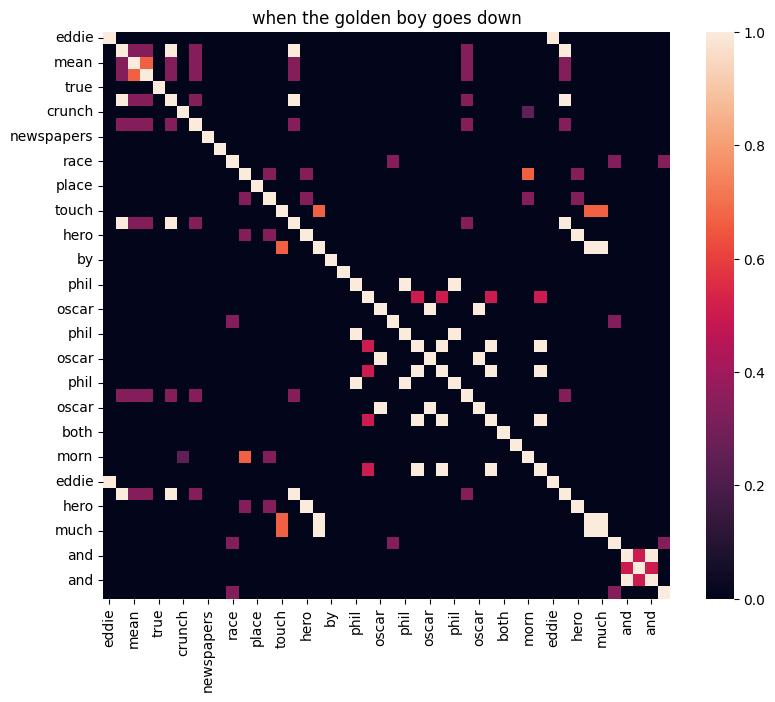 when the golden boy goes down
eddie
mean
true
crunch
newspapers
race
place
touch
hero
by
phil
oscar
phil
oscar
phil
oscar
both
morn
eddie
hero
much
and
and
1.0
0.8
0.6
0.4
0.2
0.0
eddie
mean
true
crunch
newspapers
race
place
touch
hero
by
phil
oscar
phil
oscar
phil
oscar
both
morn
eddie
hero
much
and
and